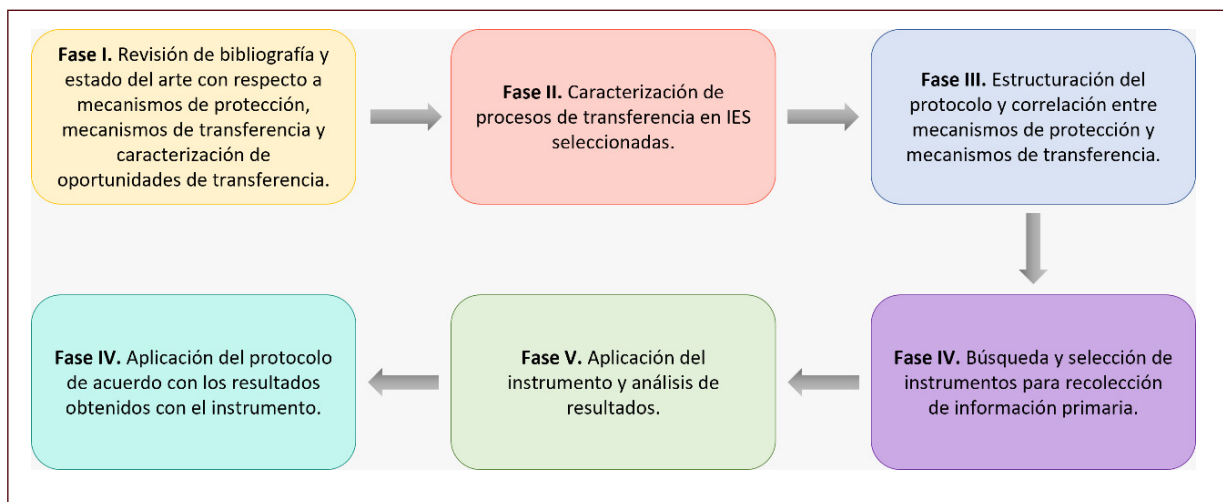 Fase I. Revisión de bibliografía y
estado del arte con respecto a
mecanismos de protección,
mecanismos de transferencia y
caracterización de
oportunidades de transferencia.
Fase II. Caracterización de
procesos de transferencia en IES
seleccionadas.
Fase III. Estructuración del
protocolo y correlación entre
mecanismos de protección y
mecanismos de transferencia.
Fase IV. Búsqueda y selección de
instrumentos para recolección
de información primaria.
Fase V. Aplicación del
instrumento y análisis de
resultados.
Fase IV. Aplicación del protocolo
de acuerdo con los resultados
obtenidos con el instrumento.